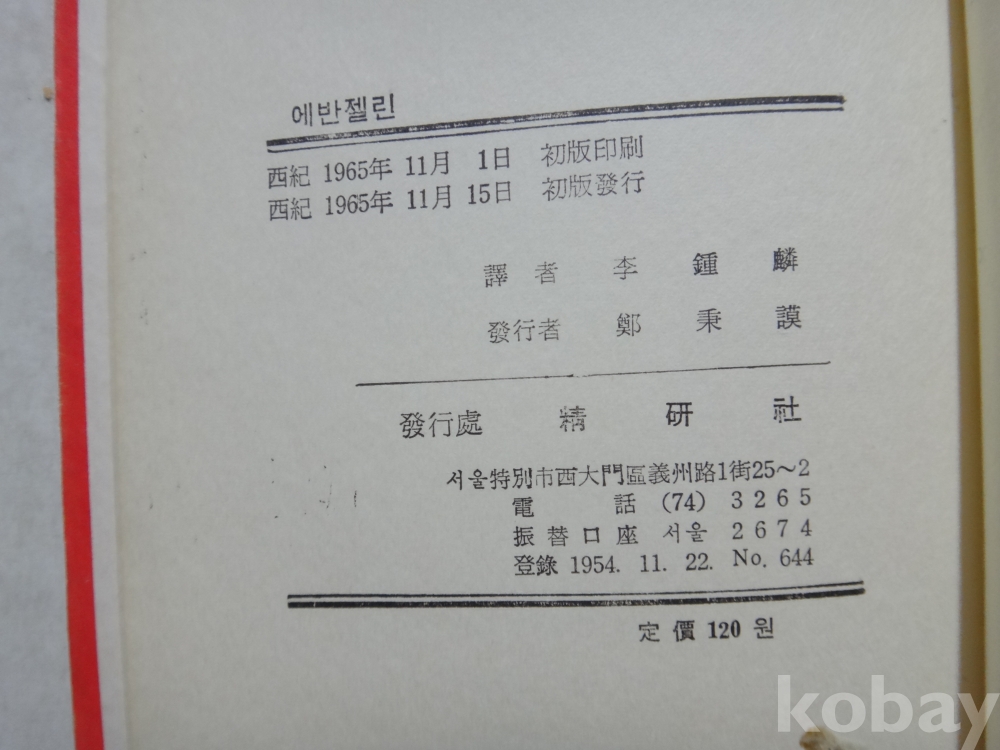 에반젤린
西紀 1965年 11月 1日 初版印刷
西紀 1965年 11月 15日 初版發行
譯者 李鍾麟
發行者 鄭秉謨
發行處 精研社
서울特別市西大門區義州路1街25～2
電話 (74) 3265
振替口座 서울 2674
登錄 1954. 11. 22. No. 644
定價 120 원
kobay